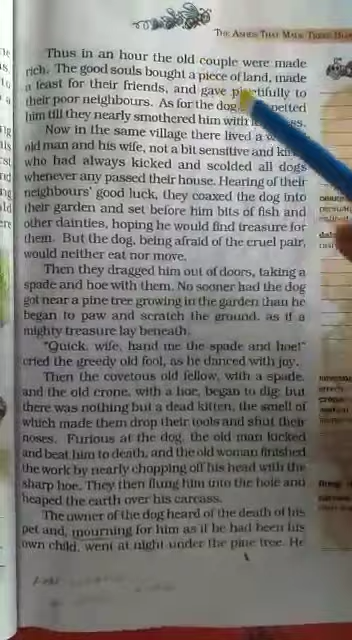 THE ASHES THAT MADE TREES
Thus in an hour the old couple were made
rich. The good souls bought a piece of land, made
a feast for their friends, and gave plentifully to
their poor neighbours. As for the dog, petted
him till they nearly smothered him with
Now in the same village there lived a
old man and his wife, not a bit sensitive and
who had always kicked and scolded all dogs
whenever any passed their house. Hearing of their
neighbours' good luck, they coaxed the dog into
their garden and set before him bits of fish and
other dainties, hoping he would find treasure for
them. But the dog, being afraid of the cruel pair,
would neither eat nor move.
Then they dragged him out of doors, taking a
spade and hoe with them. No sooner had the dog
got near a pine tree growing in the garden than he
began to paw and scratch the ground, as if a
mighty treasure lay beneath.
"Quick, wife, hand me the spade and hoe!"
cried the greedy old fool, as he danced with joy.
Then the covetous old fellow, with a spade,
and the old crone, with a hoe, began to dig; but
there was nothing but a dead kitten, the smell of
which made them drop their tools and shut their
noses. Furious at the dog, the old man kicked
and beat him to death, and the old woman finished
the work by nearly chopping off his head with the
sharp hoe. They then flung him into the hole and
heaped the earth over his carcass.
The owner of the dog heard of the death of his
pet and, mourning for him as if he had been his
own child, went at night under the pine tree. He